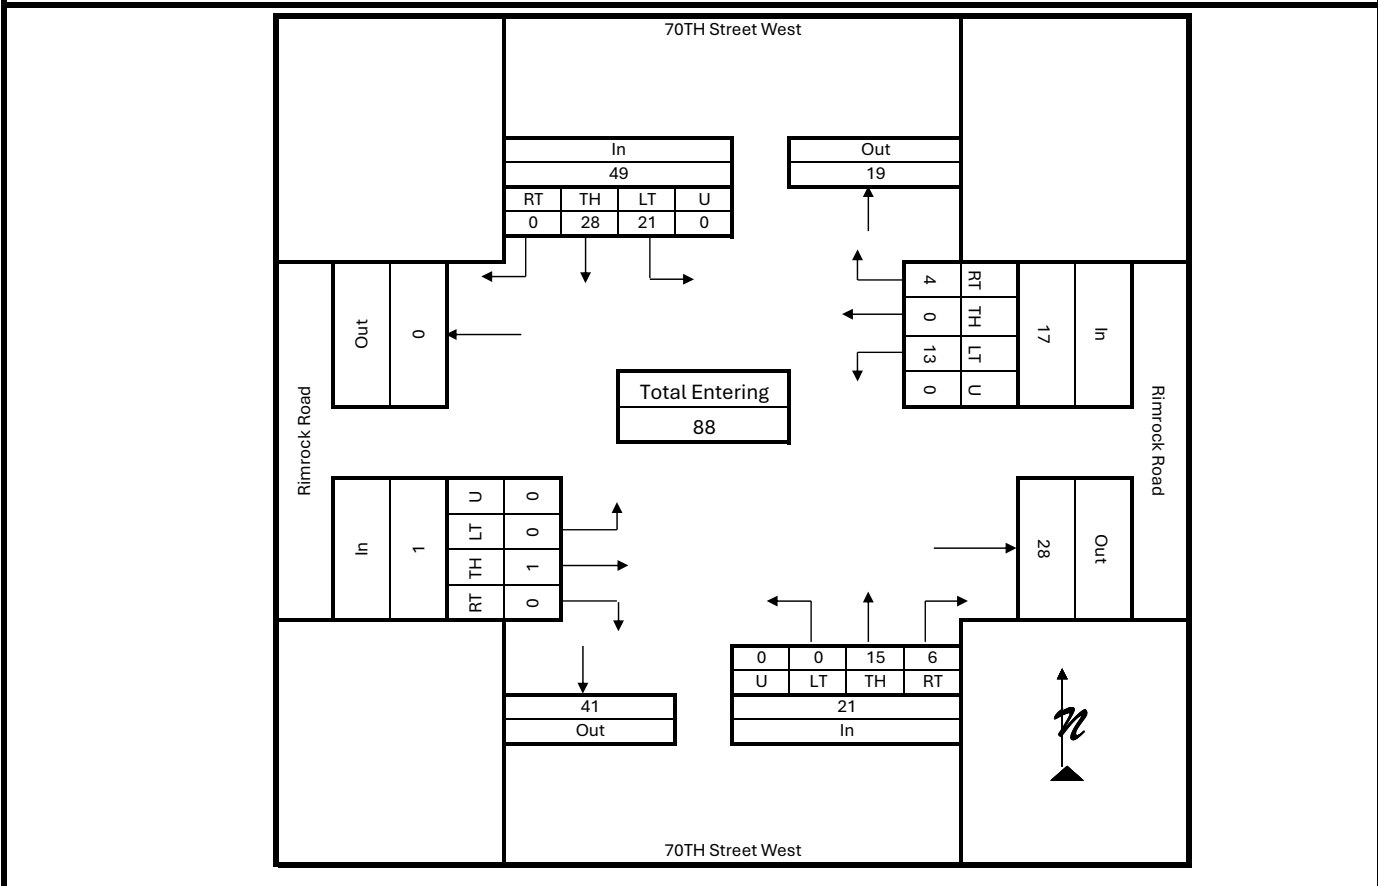 70TH Street West
In
49
RT TH LT U
0 28 21 0
Out
19
Out 0
4 RT
0 TH
13 LT
0 U
17 In
Rimrock Road
Total Entering
88
Rimrock Road
In 1
U 0
LT 0
TH 1
RT 0
28 Out
0 0 15 6
U LT TH RT
21
In
41
Out
N
70TH Street West